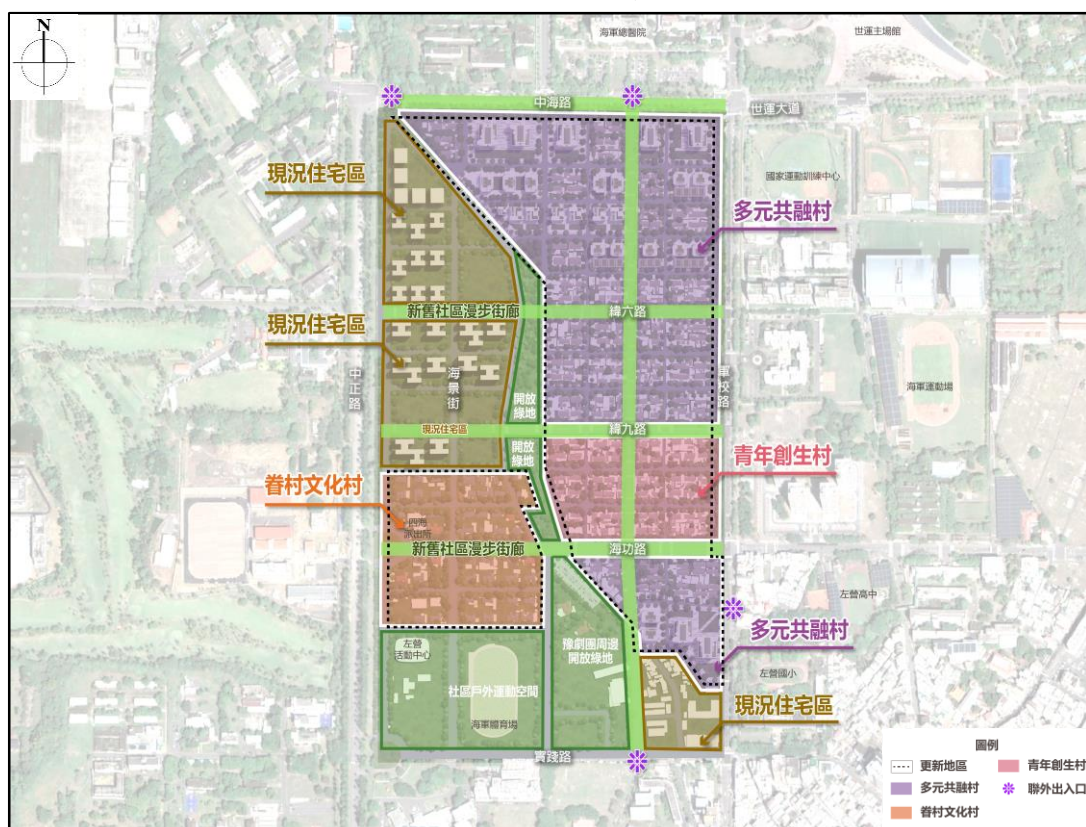 N
海軍總醫院
世運主場館
中海路
世運大道
現況住宅區
國家運動訓練中心
多元共融村
新舊社區漫步街廊
緯六路
現況住宅區
中正路
海景街
軍校路
海軍運動場
開放
綠地
現況住宅區
緯九路
開放
綠地
青年創生村
眷村文化村
四海
派出所
新舊社區漫步街廊
海功路
左營高中
多元共融村
左營
活動中心
豫劇團周邊
開放綠地
左營國小
社區戶外運動空間
現況住宅區
海軍體育場
實踐路
圖例
更新地區
青年創生村
多元共融村
聯外出入口
眷村文化村